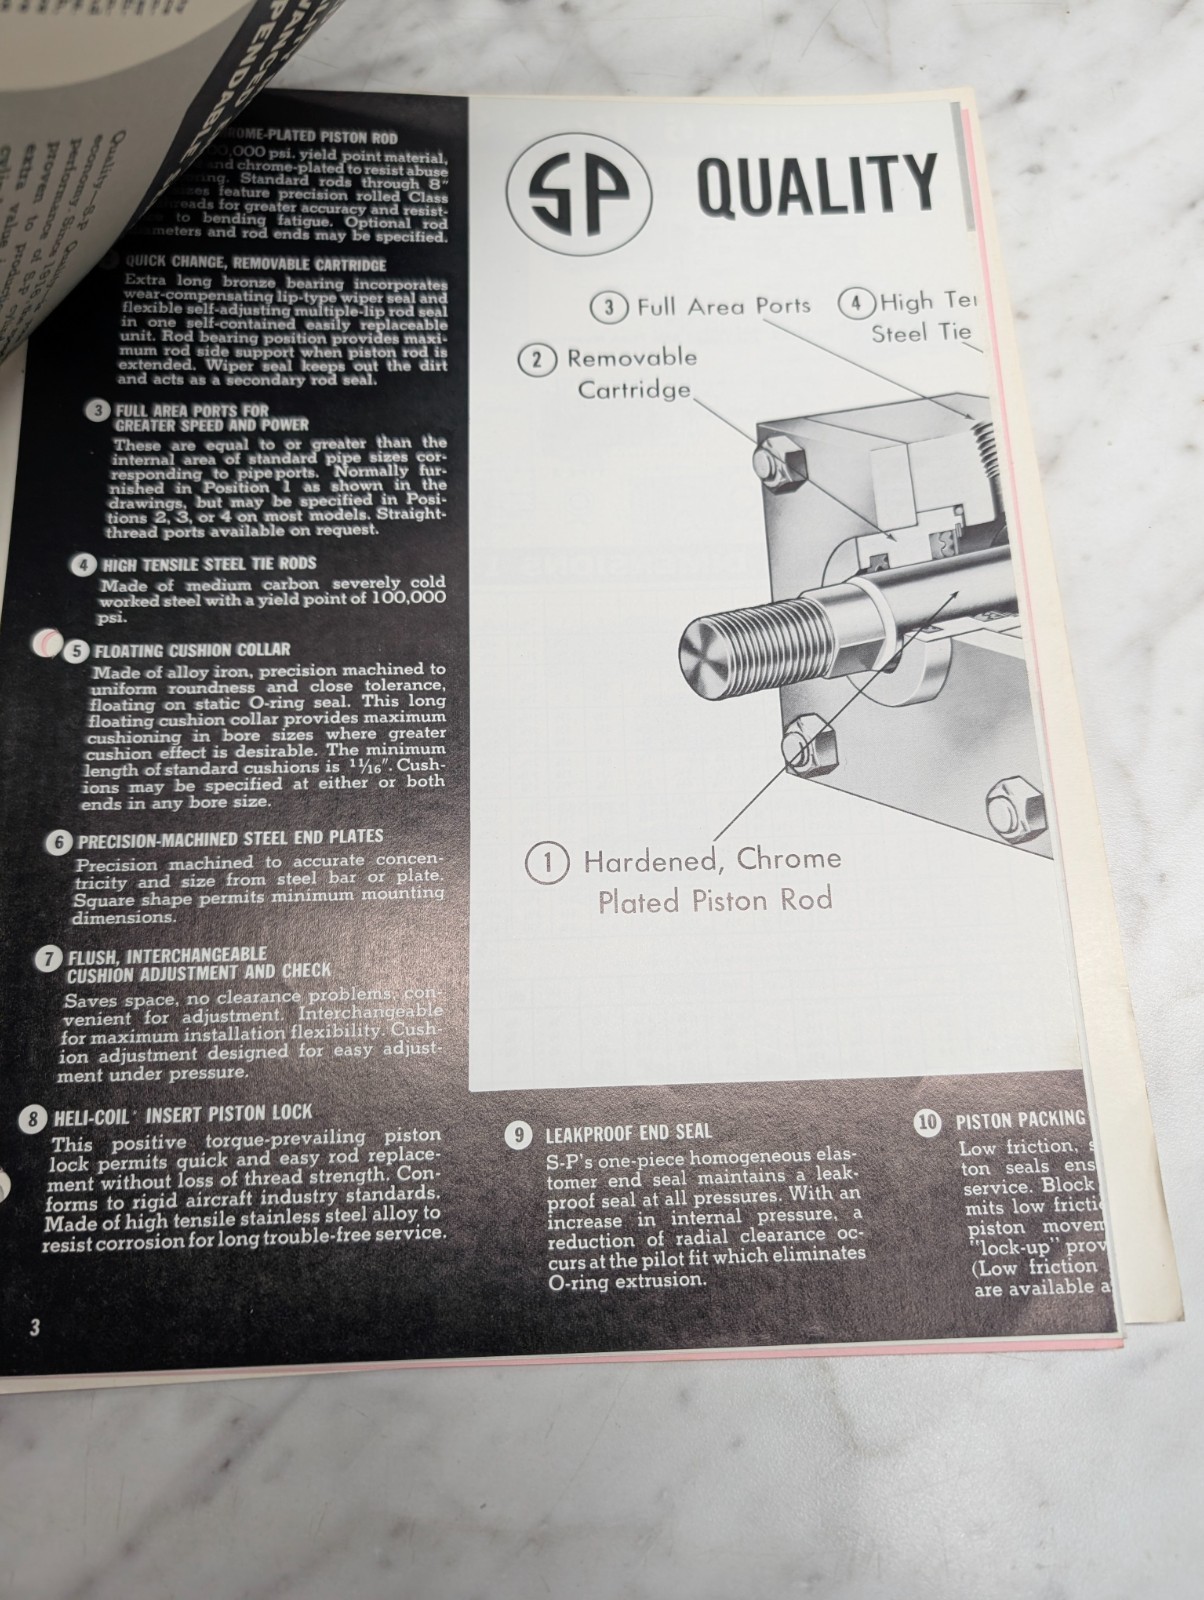 PLATED PISTON ROD
psi. yield point material,
and chrome-plated to resist abuse
Standard rods through 8"
feature precision rolled Class
for greater accuracy and resist-
to bending fatigue. Optional rod
and rod ends may be specified.
QUICK CHANGE, REMOVABLE CARTRIDGE
Extra long bronze bearing incorporates
wear-compensating lip-type wiper seal and
flexible self-adjusting multiple-lip rod seal
in one self-contained easily replaceable
unit. Rod bearing position provides maxi-
mum rod side support when piston rod is
extended. Wiper seal keeps out the dirt
and acts as a secondary rod seal.
3 FULL AREA PORTS FOR
GREATER SPEED AND POWER
These are equal to or greater than the
internal area of standard pipe sizes cor-
responding to pipe ports. Normally fur-
nished in Position 1 as shown in the
drawings, but may be specified in Posi-
tions 2, 3, or 4 on most models. Straight-
thread ports available on request.
4 HIGH TENSILE STEEL TIE RODS
Made of medium carbon severely cold
worked steel with a yield point of 100,000
psi.
5 FLOATING CUSHION COLLAR
Made of alloy iron, precision machined to
uniform roundness and close tolerance,
floating on static O-ring seal. This long
floating cushion collar provides maximum
cushioning in bore sizes where greater
cushion effect is desirable. The minimum
length of standard cushions is 11/16". Cush-
ions may be specified at either or both
ends in any bore size.
6 PRECISION-MACHINED STEEL END PLATES
Precision machined to accurate concen-
tricity and size from steel bar or plate.
Square shape permits minimum mounting
dimensions.
7 FLUSH, INTERCHANGEABLE
CUSHION ADJUSTMENT AND CHECK
Saves space, no clearance problems, con-
venient for adjustment. Interchangeable
for maximum installation flexibility. Cush-
ion adjustment designed for easy adjust-
ment under pressure.
8 HELI-COIL INSERT PISTON LOCK
This positive torque-prevailing piston
lock permits quick and easy rod replace-
ment without loss of thread strength. Con-
forms to rigid aircraft industry standards.
Made of high tensile stainless steel alloy to
resist corrosion for long trouble-free service.
3
SP QUALITY
3 Full Area Ports
4 High Ten
Steel Tie
2 Removable
Cartridge
1 Hardened, Chrome
Plated Piston Rod
9 LEAKPROOF END SEAL
S-P's one-piece homogeneous elas-
tomer end seal maintains a leak-
proof seal at all pressures. With an
increase in internal pressure, a
reduction of radial clearance oc-
curs at the pilot fit which eliminates
O-ring extrusion.
10 PISTON PACKING
Low friction, s
ton seals ens
service. Block
mits low fricti
piston movem
"lock-up" prov
(Low friction
are available a